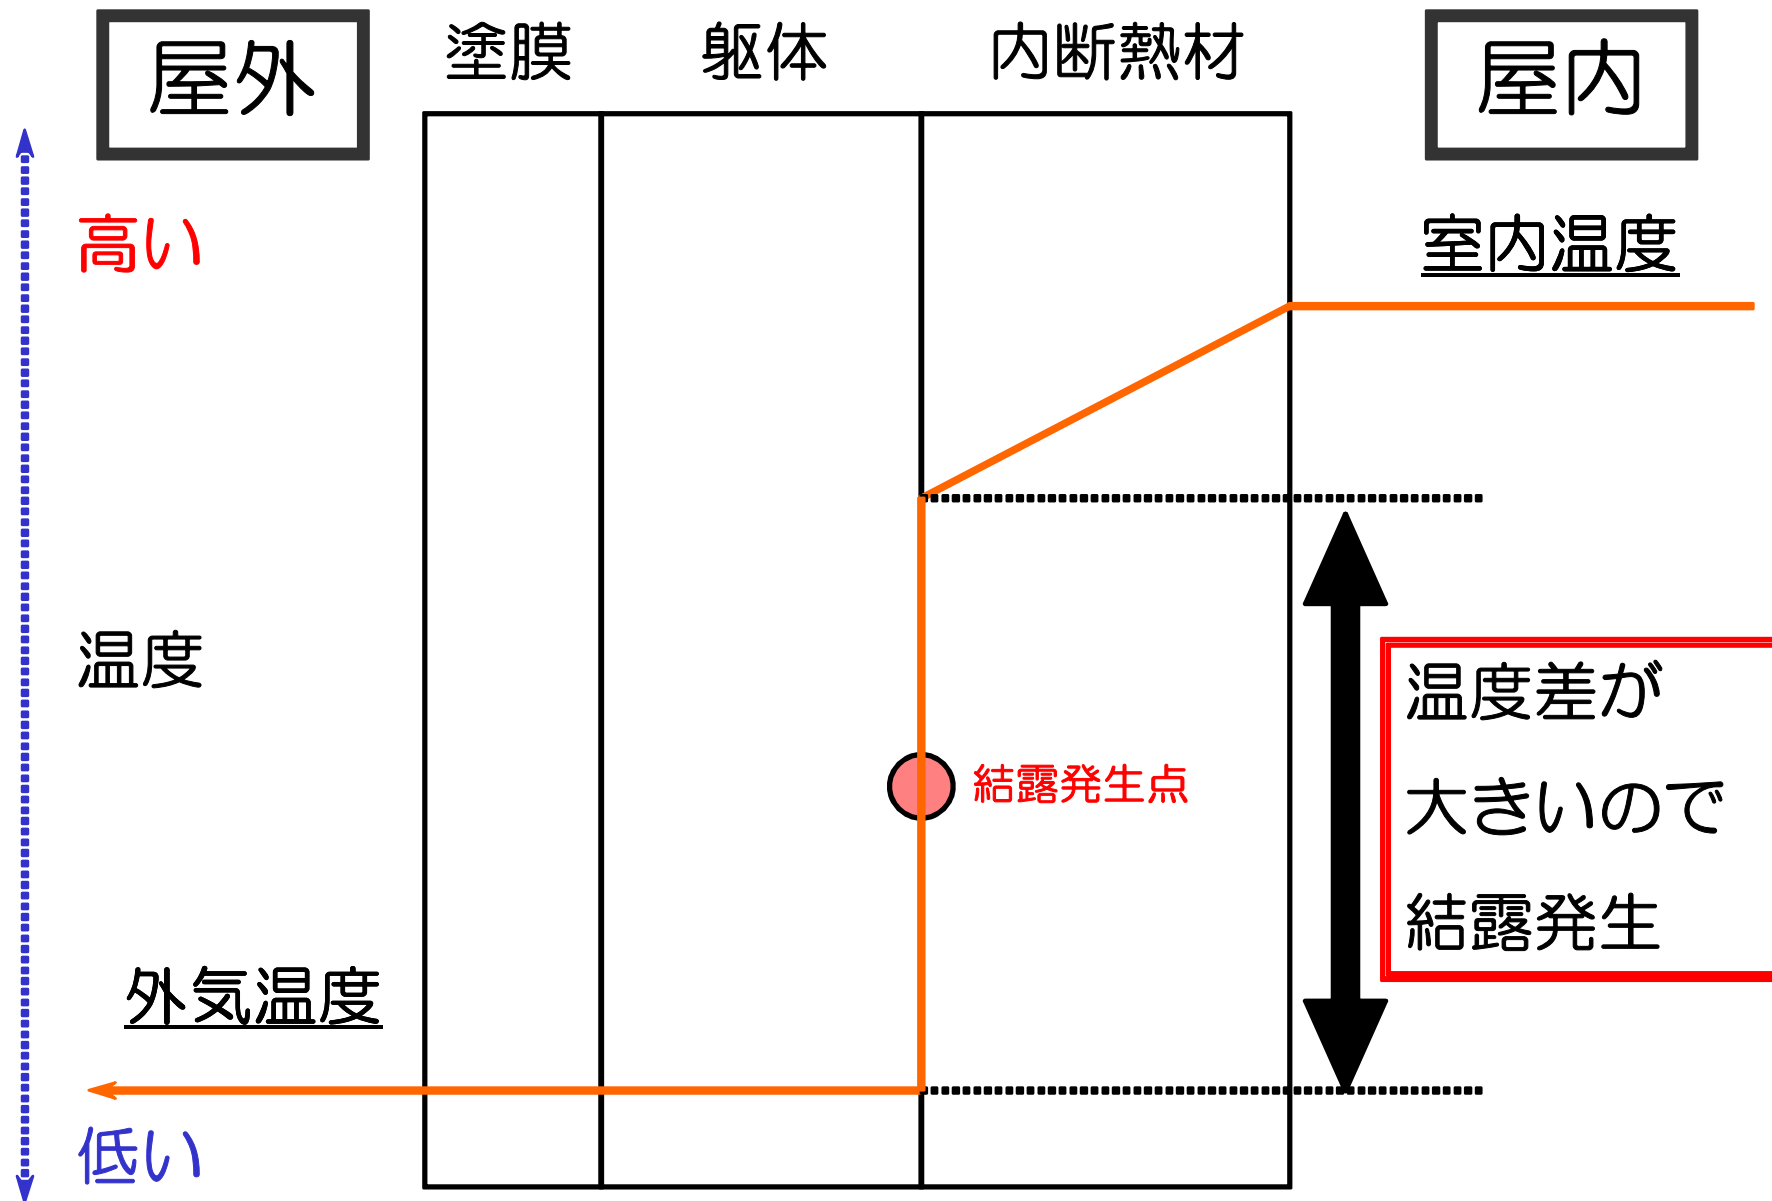 屋外
塗膜
躯体
内断熱材
屋内
高い
室内温度
温度
温度差が
大きいので
結露発生
結露発生点
外気温度
低い